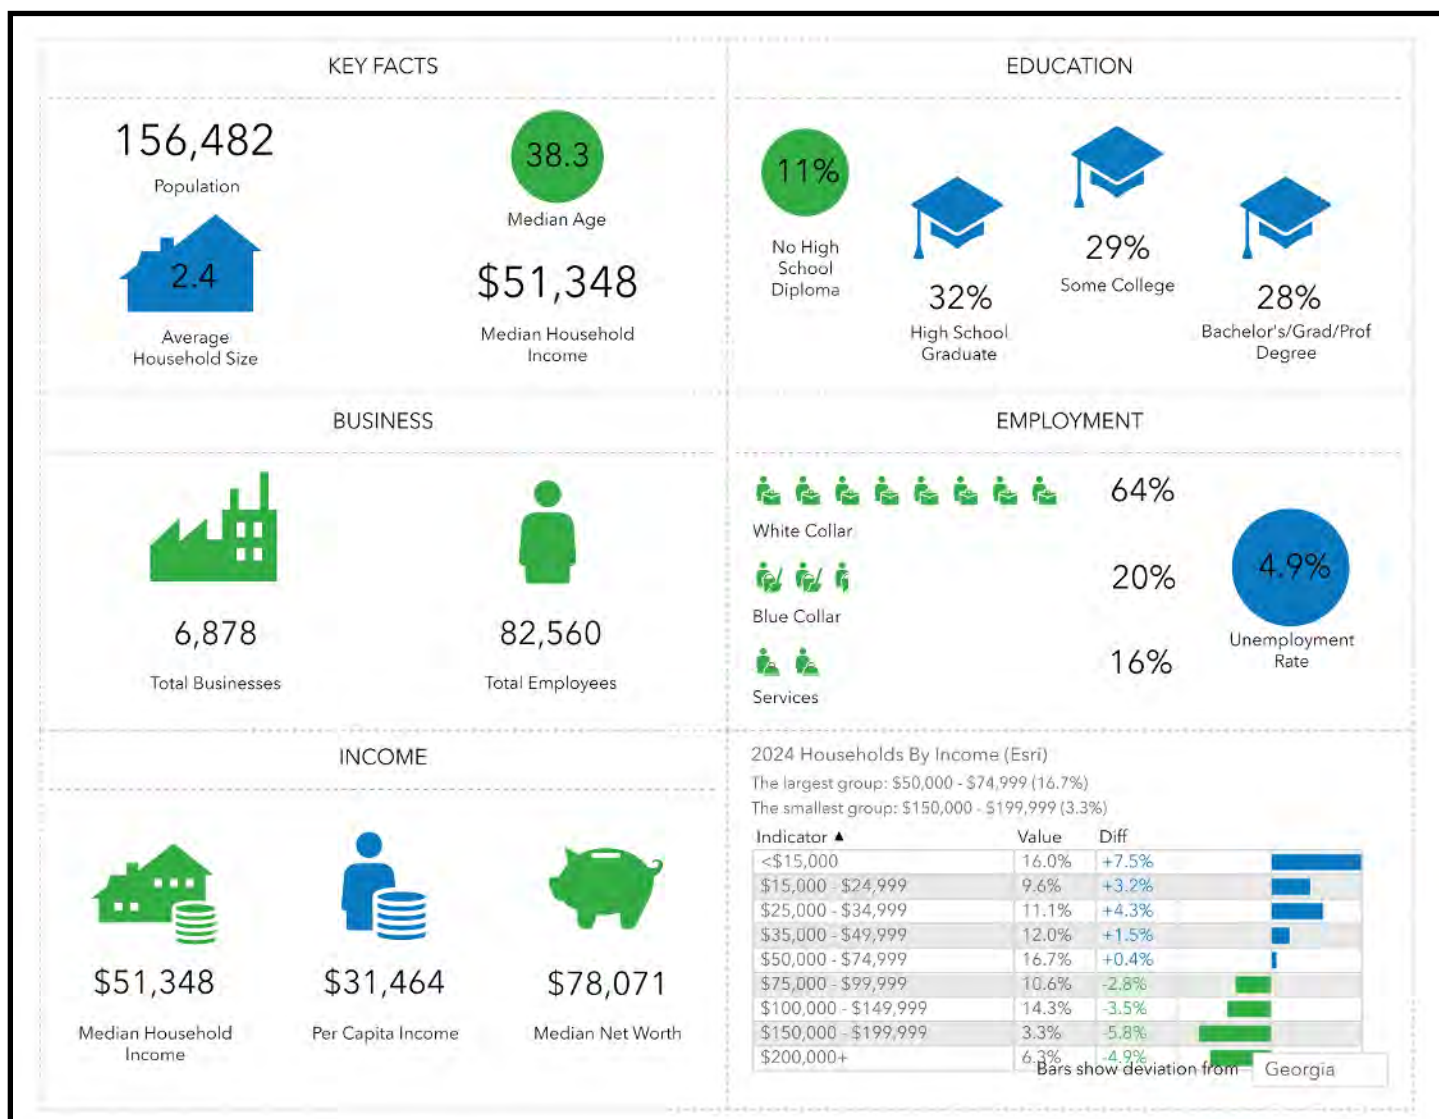 KEY FACTS
156,482
Population
38.3
Median Age
2.4
Average
Household Size
$51,348
Median Household
Income
EDUCATION
11%
No High
School
Diploma
32%
High School
Graduate
29%
Some College
28%
Bachelor's/Grad/Prof
Degree
BUSINESS
6,878
Total Businesses
82,560
Total Employees
EMPLOYMENT
64%
White Collar
20%
Blue Collar
16%
Services
4.9%
Unemployment
Rate
INCOME
$51,348
Median Household
Income
$31,464
Per Capita Income
$78,071
Median Net Worth
2024 Households By Income (Esri)
The largest group: $50,000 - $74,999 (16.7%)
The smallest group: $150,000 - $199,999 (3.3%)
Indicator ▲ Value Diff
<$15,000 16.0% +7.5%
$15,000 - $24,999 9.6% +3.2%
$25,000 - $34,999 11.1% +4.3%
$35,000 - $49,999 12.0% +1.5%
$50,000 - $74,999 16.7% +0.4%
$75,000 - $99,999 10.6% -2.8%
$100,000 - $149,999 14.3% -3.5%
$150,000 - $199,999 3.3% -5.8%
$200,000+ 6.3% -4.9%
Bars show deviation from Georgia